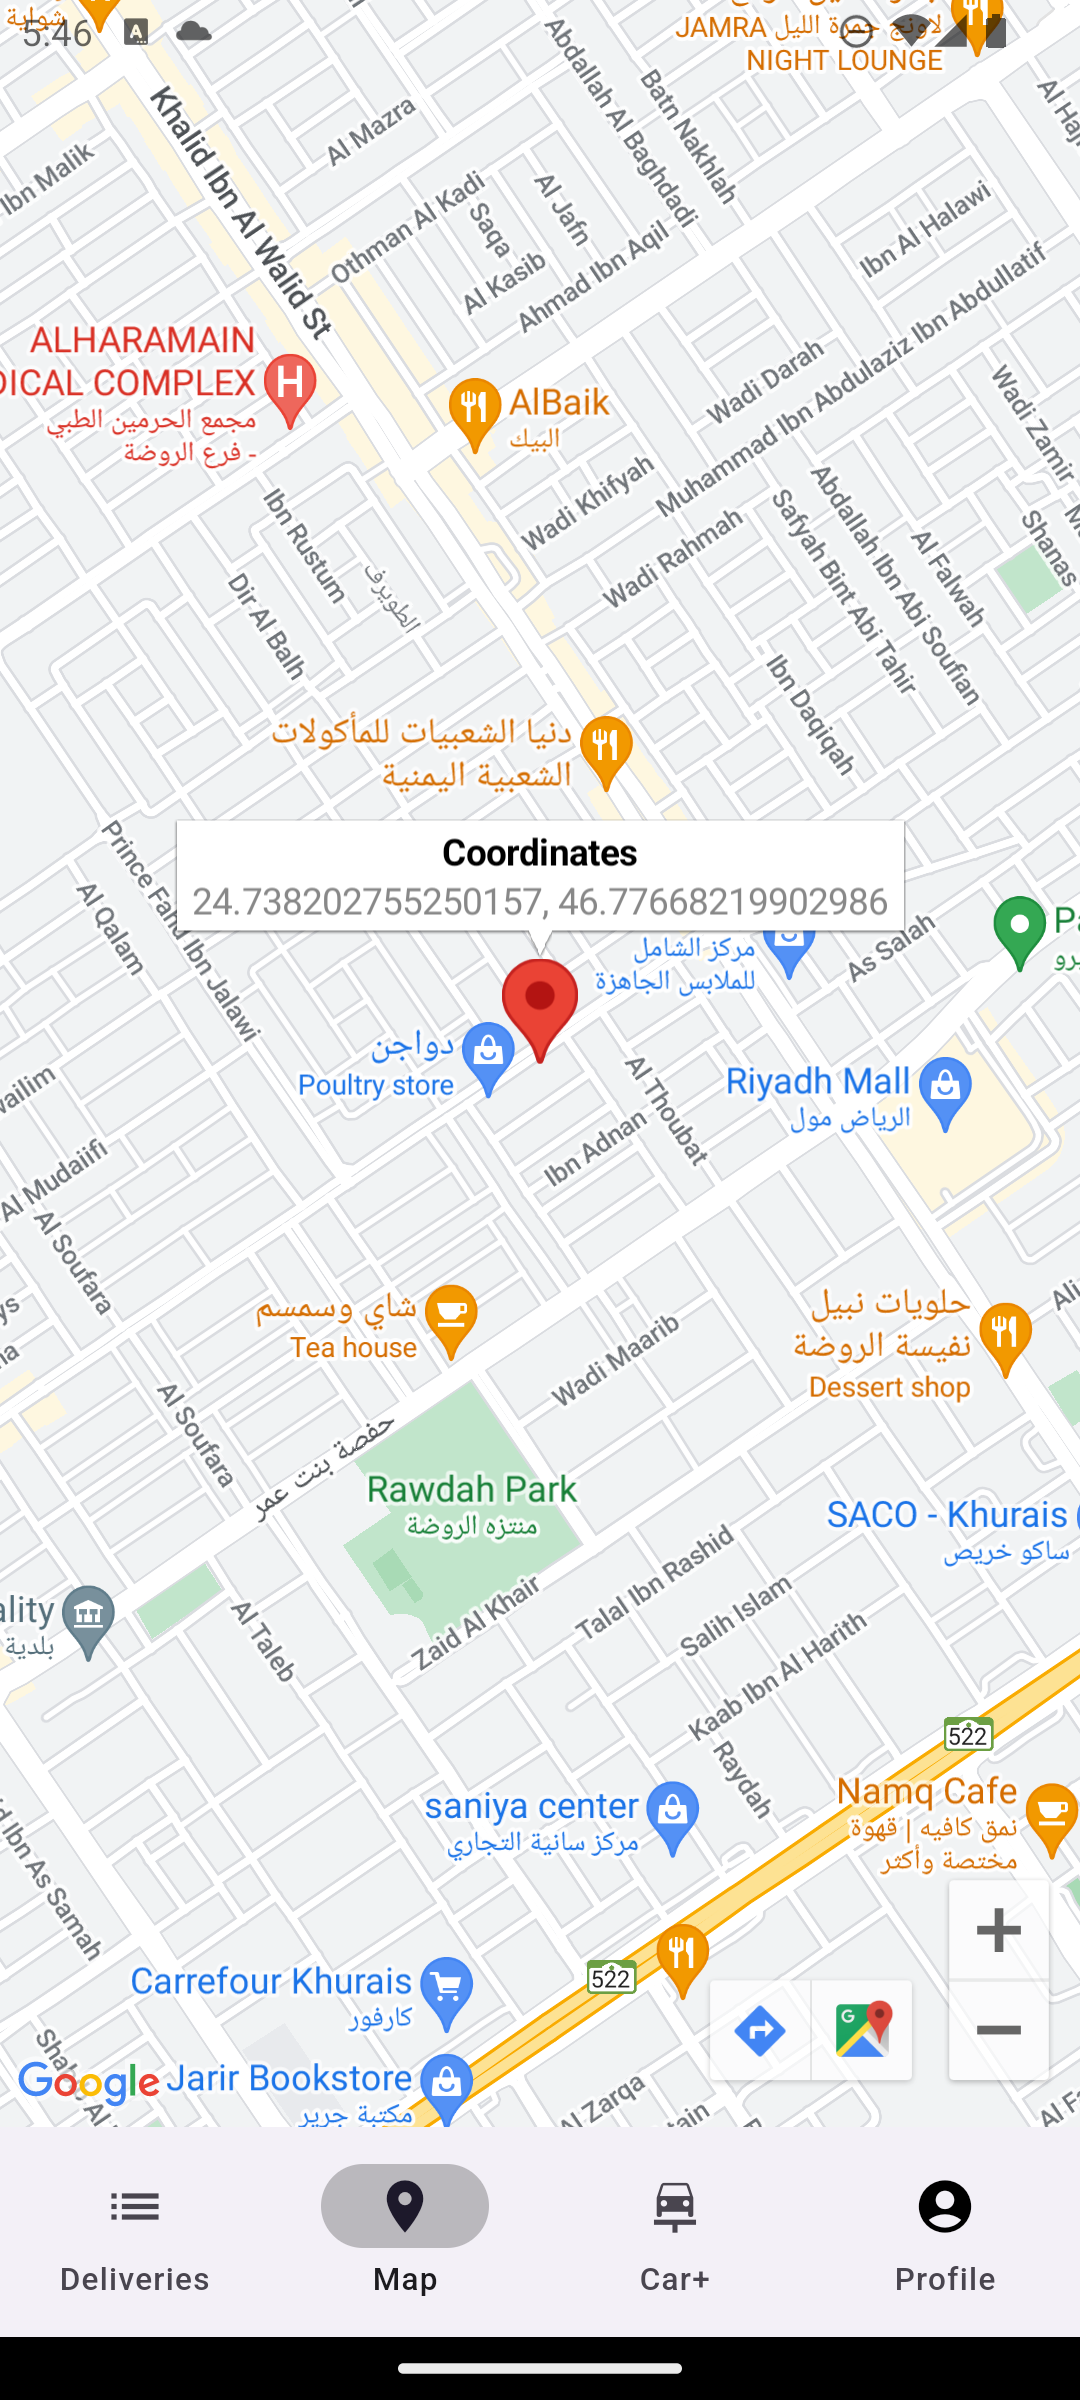 شواية
5:46
لاونج جمرة الليل JAMRA
NIGHT LOUNGE
Khalid Ibn Al Walid St
Al Mazra
Abdallah Al Baghdadi
Batn Nakhlah
Ibn Malik
Othman Al Kadi
Saqa
Al Jafn
Al Kasib
Ahmad Ibn Aqil
Ibn Al Halawi
ALHARAMAIN
DICAL COMPLEX
مجمع الحرمين الطبي
- فرع الروضة
AlBaik
البيك
Wadi Darah
Muhammad Ibn Abdulaziz Ibn Abdullatif
Wadi Zamir
Wadi Khifyah
Wadi Rahmah
Ibn Rustum
الطويرف
Dir Al Balh
Safyah Bint Abi Tahir
Abdallah Ibn Abi Soufian
Al Falwah
Shanas
Ibn Daqiqah
دنيا الشعبيات للمأكولات
الشعبية اليمنية
Prince Fahd Ibn Jalawi
Al Qalam
Coordinates
24.738202755250157, 46.77668219902986
مركز الشامل
للملابس الجاهزة
As Salah
دواجن
Poultry store
Al Thoubat
Riyadh Mall
الرياض مول
Ibn Adnan
Al Mudaiifi
Al Soufara
شاي وسمسم
Tea house
حلويات نبيل
نفيسة الروضة
Dessert shop
Wadi Maarib
Al Soufara
حفصة بنت عمر
Rawdah Park
منتزه الروضة
SACO - Khurais (
ساكو خريص
Zaid Al Khair
Talal Ibn Rashid
Salih Islam
Kaab Ibn Al Harith
ality
بلدية
Al Taleb
Raydah
522
saniya center
مركز سانية التجاري
Namq Cafe
نمق كافيه | قهوة
مختصة وأكثر
d Ibn As Samah
Carrefour Khurais
كارفور
522
Google
Jarir Bookstore
مكتبة جرير
Al Zarqa
Deliveries
Map
Car+
Profile